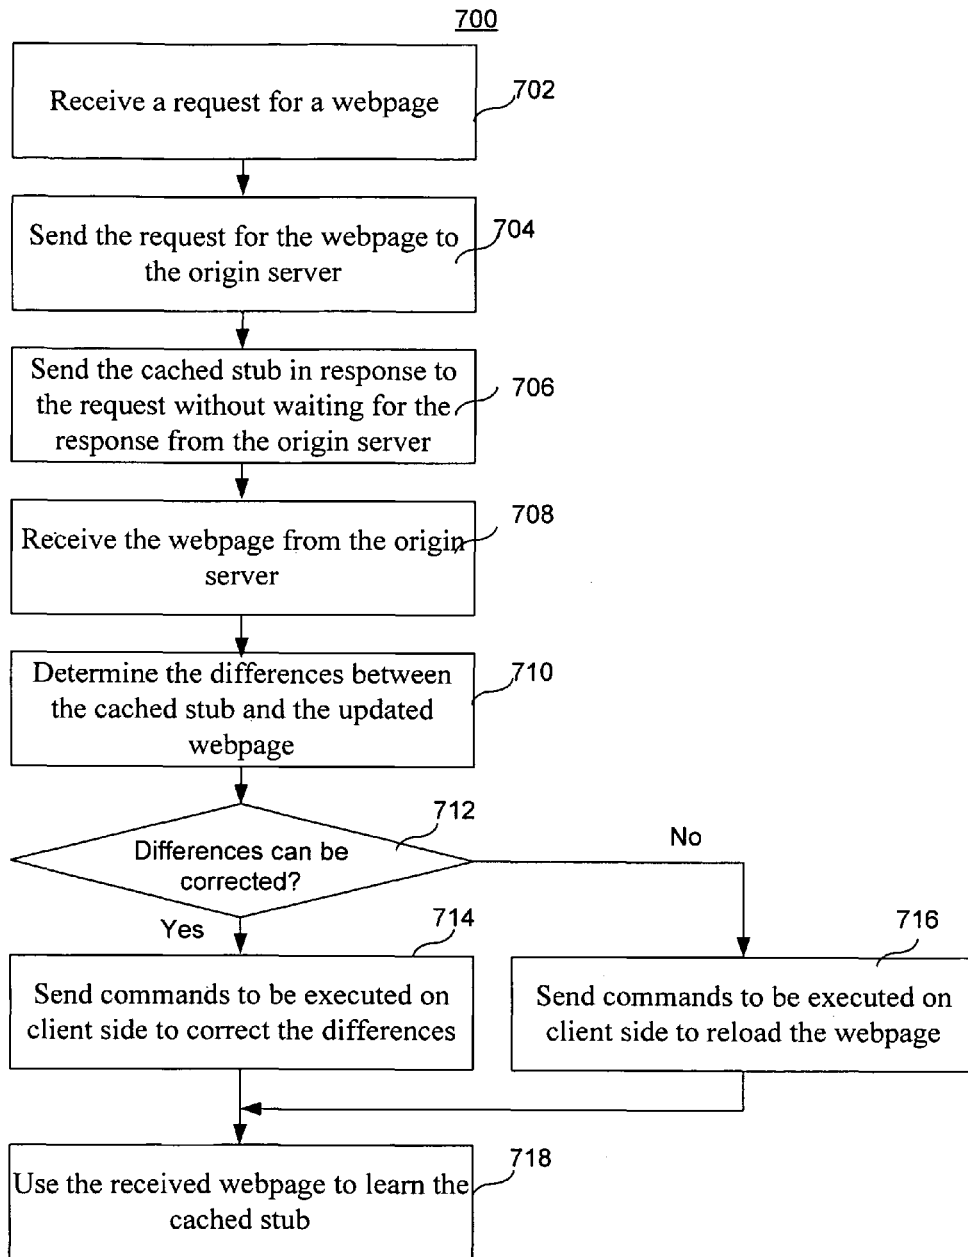 700
Receive a request for a webpage
702
Send the request for the webpage to
the origin server
704
Send the cached stub in response to
the request without waiting for the
response from the origin server
706
Receive the webpage from the origin
server
708
Determine the differences between
the cached stub and the updated
webpage
710
Differences can be
corrected?
712
No
Yes
714
Send commands to be executed on
client side to correct the differences
716
Send commands to be executed on
client side to reload the webpage
Use the received webpage to learn the
cached stub
718